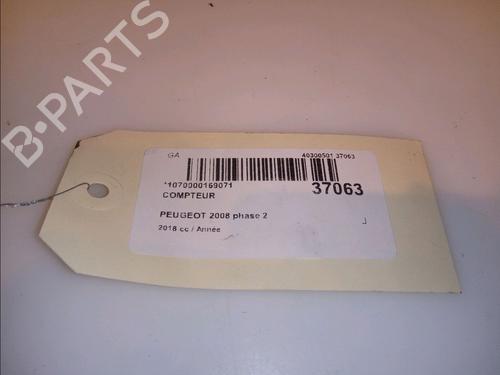 B-PARTS
GA 40300501 37063
*1070000169071 37063
COMPTEUR
PEUGEOT 2008 phase 2
2018 cc / Année